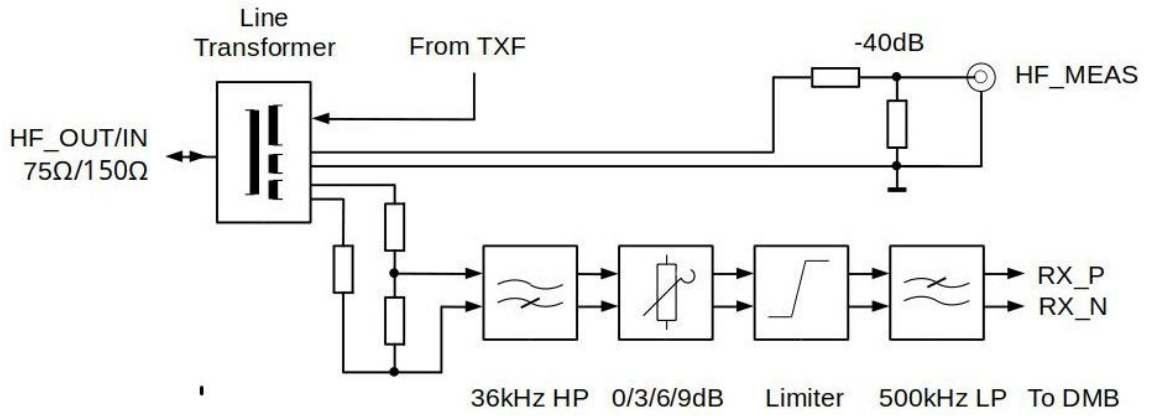 Line
Transformer
From TXF
-40dB
HF_MEAS
HF_OUT/IN
75Ω/150Ω
RX_P
RX_N
36kHz HP
0/3/6/9dB
Limiter
500kHz LP
To DMB